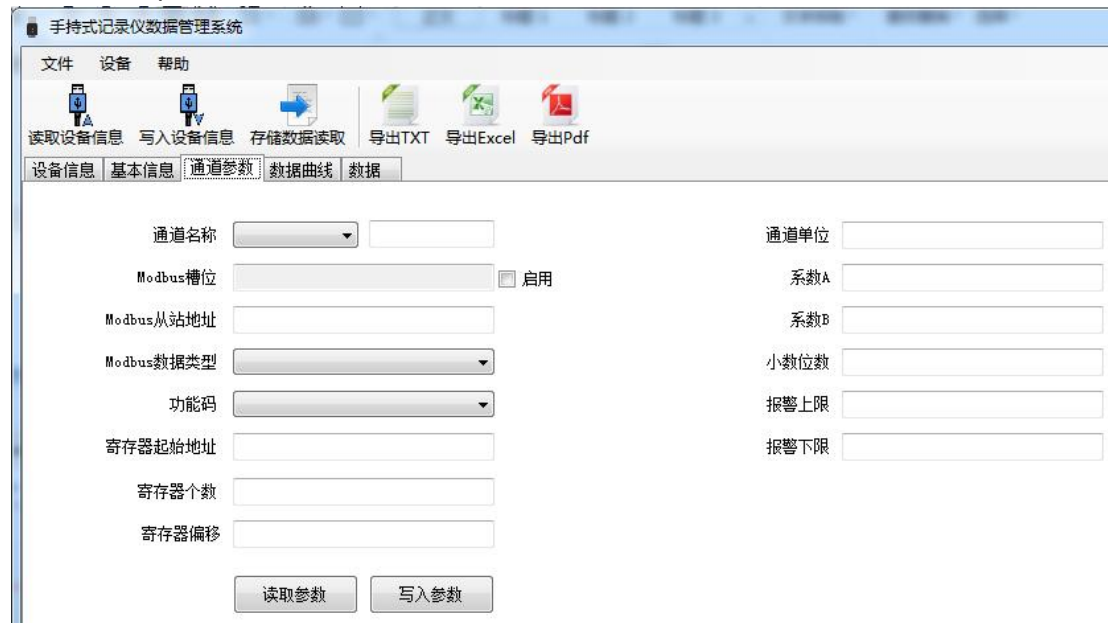 手持式记录仪数据管理系统
文件 设备 帮助
读取设备信息 写入设备信息 存储数据读取 导出TXT 导出Excel 导出Pdf
设备信息 基本信息 通道参数 数据曲线 数据
通道名称 通道单位
Modbus槽位 启用 系数A
Modbus从站地址 系数B
Modbus数据类型 小数位数
功能码 报警上限
寄存器起始地址 报警下限
寄存器个数
寄存器偏移
读取参数 写入参数